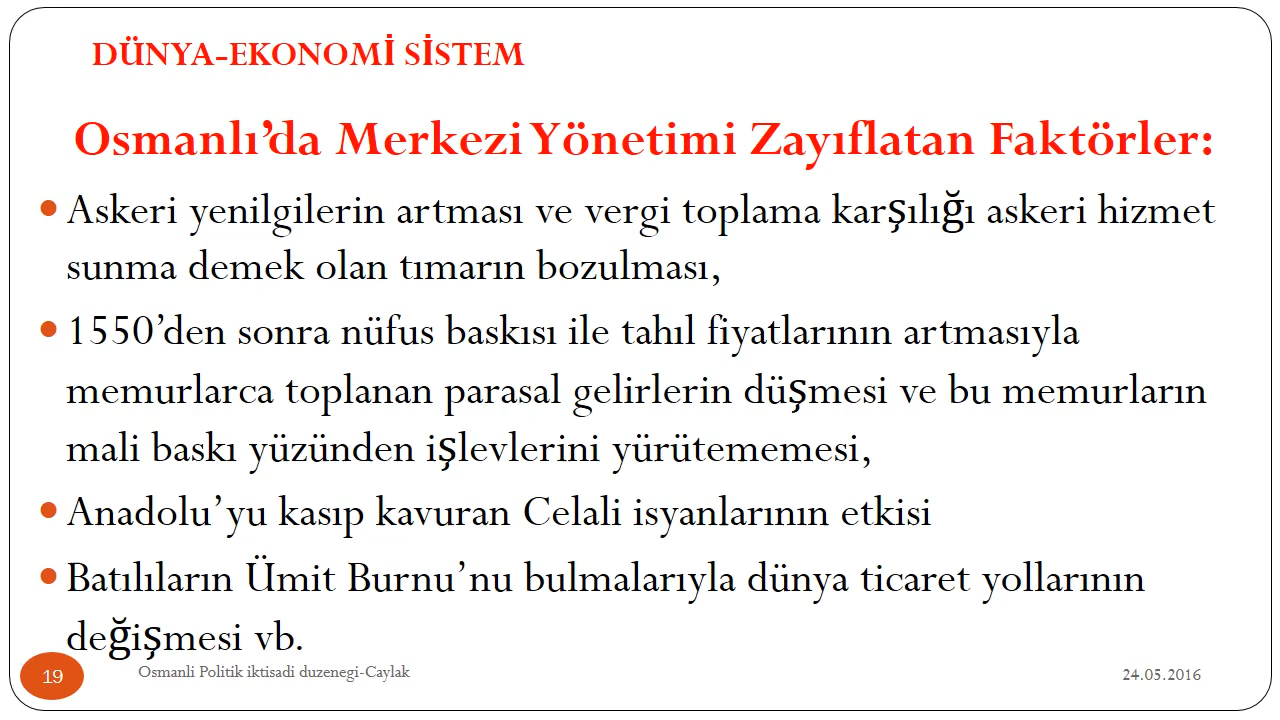 DÜNYA-EKONOMİ SİSTEM
Osmanlı’da Merkezi Yönetimi Zayıflatan Faktörler:
• Askeri yenilgilerin artması ve vergi toplama karşılığı askeri hizmet
sunma demek olan tımarın bozulması,
• 1550’den sonra nüfus baskısı ile tahıl fiyatlarının artmasıyla
memurlarca toplanan parasal gelirlerin düşmesi ve bu memurların
mali baskı yüzünden işlevlerini yürütememesi,
• Anadolu’yu kasıp kavuran Celali isyanlarının etkisi
• Batılıların Ümit Burnu’nu bulmalarıyla dünya ticaret yollarının
değişmesi vb.
19
Osmanli Politik iktisadi duzenegi-Caylak
24.05.2016